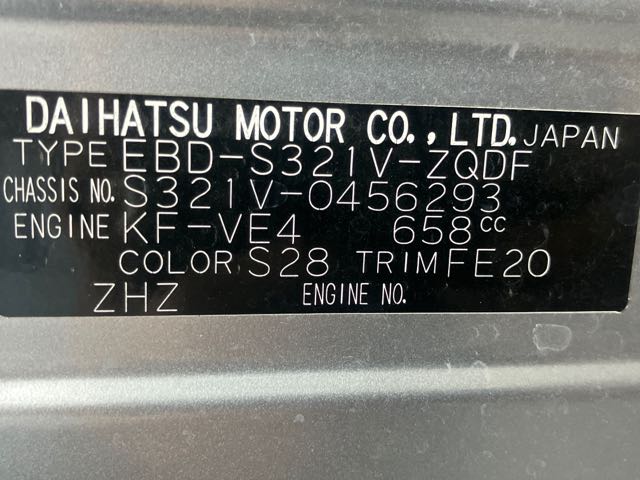 DAIHATSU MOTOR CO.,LTD. JAPAN
TYPE EBD-S321V-ZQDF
CHASSIS NO. S321V-0456293
ENGINE KF-VE4 658cc
COLOR S28 TRIM FE20
ZHZ ENGINE NO.